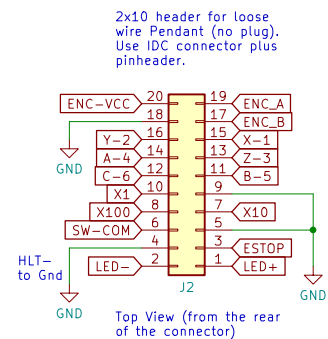 2x10 header for loose
wire Pendant (no plug).
Use IDC connector plus
pinheader.
ENC-VCC 20 19 ENC_A
18 17 ENC_B
Y-2 16 15 X-1
A-4 14 13 Z-3
C-6 12 11 B-5
GND
X1 10 9
X100 8 7 X10
SW-COM 6 5
4 3 ESTOP
HLT-
to Gnd
LED- 2 1 LED+
J2
GND
GND
Top View (from the rear
of the connector)